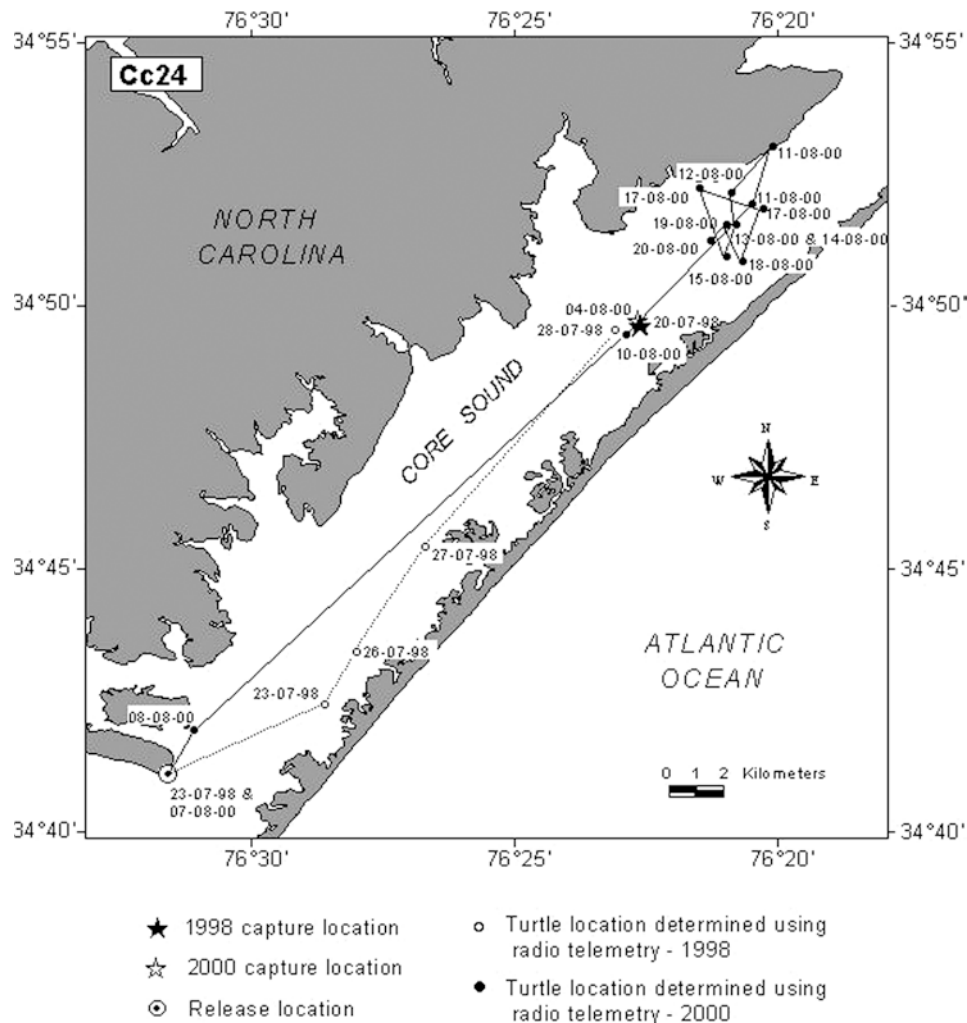 76°30' 76°25' 76°20'
34°55' 34°55'
Cc24
11-08-00
12-08-00
17-08-00 11-08-00
17-08-00
19-08-00
20-08-00 13-08-00 & 14-08-00
18-08-00
15-08-00
NORTH
CAROLINA
34°50' 34°50'
04-08-00
28-07-98 20-07-98
10-08-00
CORE SOUND
N
W E
S
27-07-98
34°45' 34°45'
26-07-98
ATLANTIC
OCEAN
23-07-98
08-08-00
0 1 2 Kilometers
23-07-98 &
07-08-00
34°40' 34°40'
76°30' 76°25' 76°20'
1998 capture location
2000 capture location
Release location
Turtle location determined using
radio telemetry - 1998
Turtle location determined using
radio telemetry - 2000